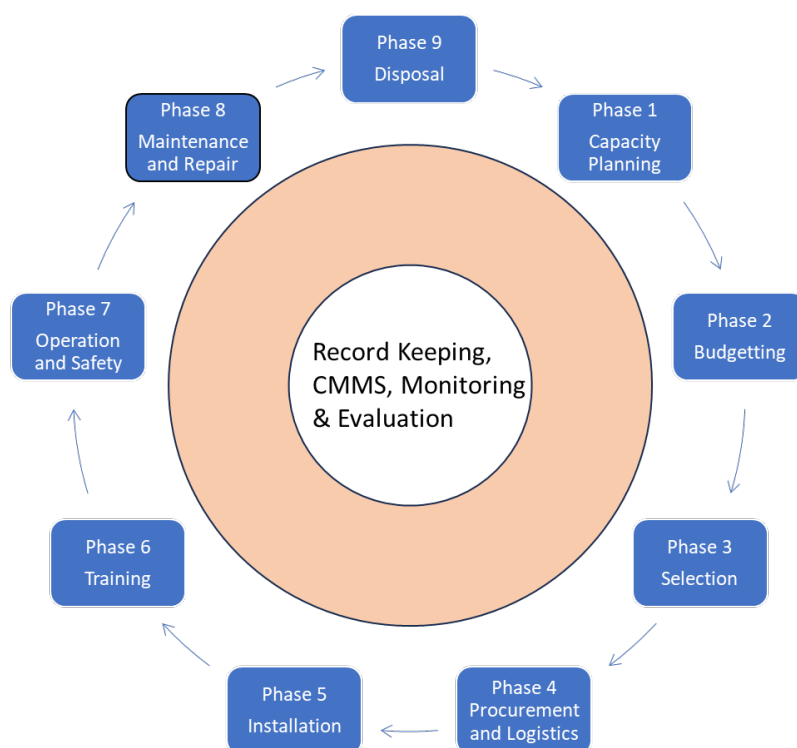 Phase 9
Disposal
Phase 1
Capacity
Planning
Phase 2
Budgetting
Phase 3
Selection
Phase 4
Procurement
and Logistics
Phase 5
Installation
Phase 6
Training
Phase 7
Operation
and Safety
Phase 8
Maintenance
and Repair
Record Keeping,
CMMS, Monitoring
& Evaluation